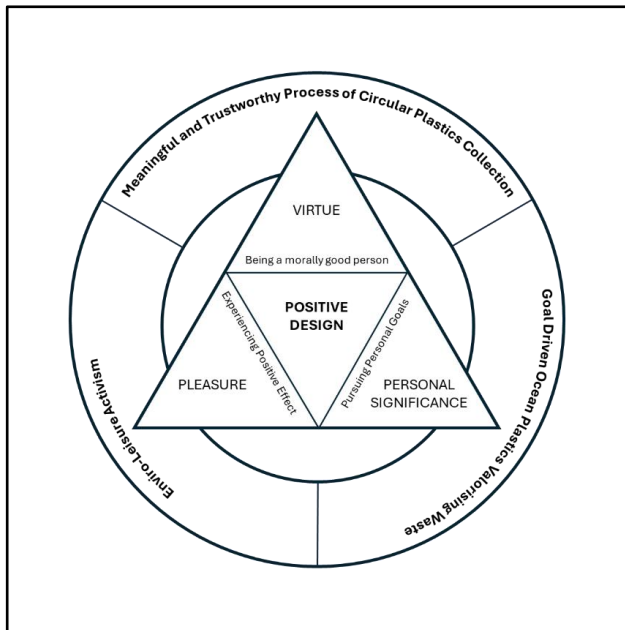 Meaningful and Trustworthy Process of Circular Plastics Collection
VIRTUE
Being a morally good person
POSITIVE
DESIGN
Experiencing Positive Effect
Pursuing Personal Goals
PLEASURE
PERSONAL
SIGNIFICANCE
Enviro-Leisure Activism
Goal Driven Ocean Plastics Valorising Waste